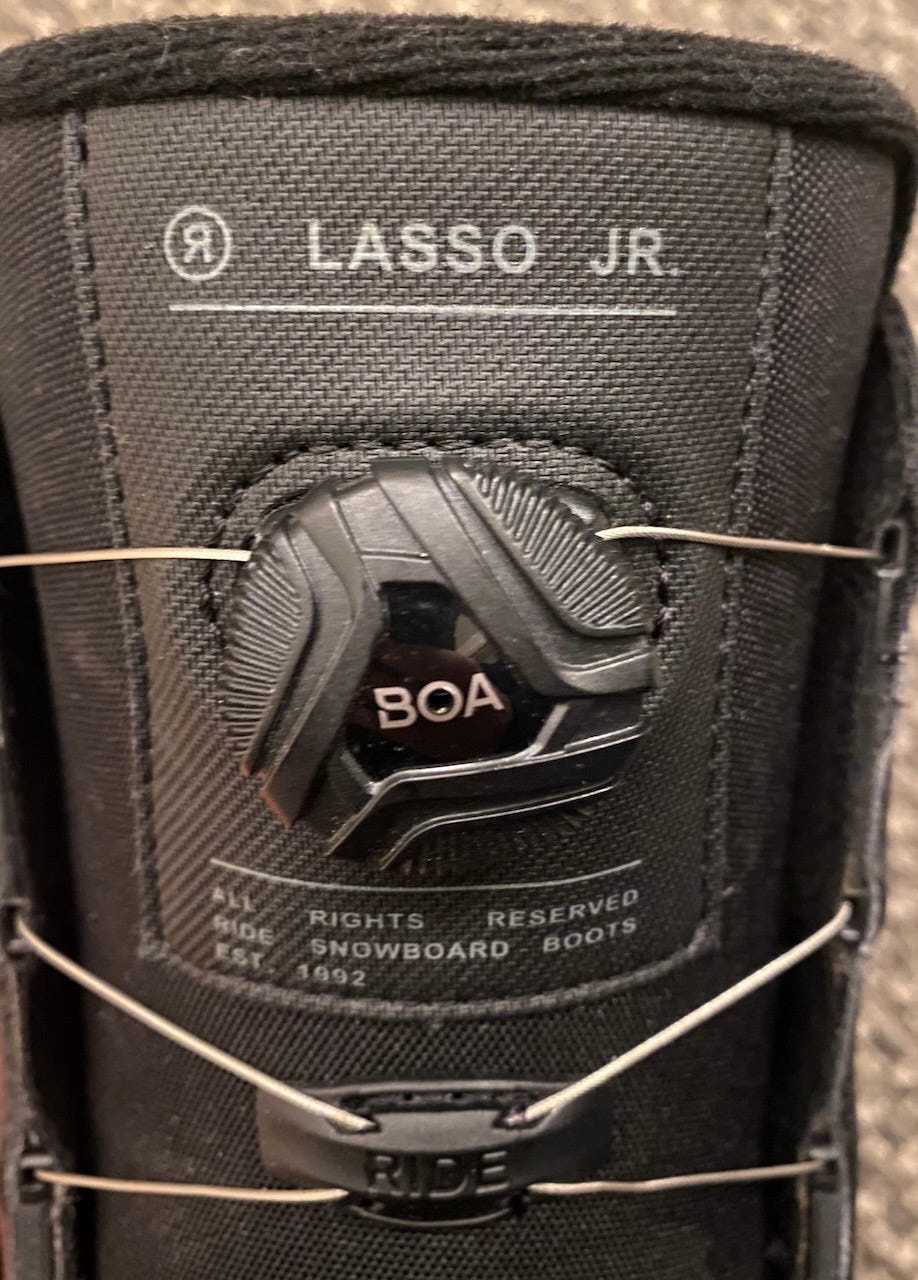 Я LASSO JR.
BOA
ALL RIGHTS RESERVED
RIDE SNOWBOARD BOOTS
EST. 1992
RIDE